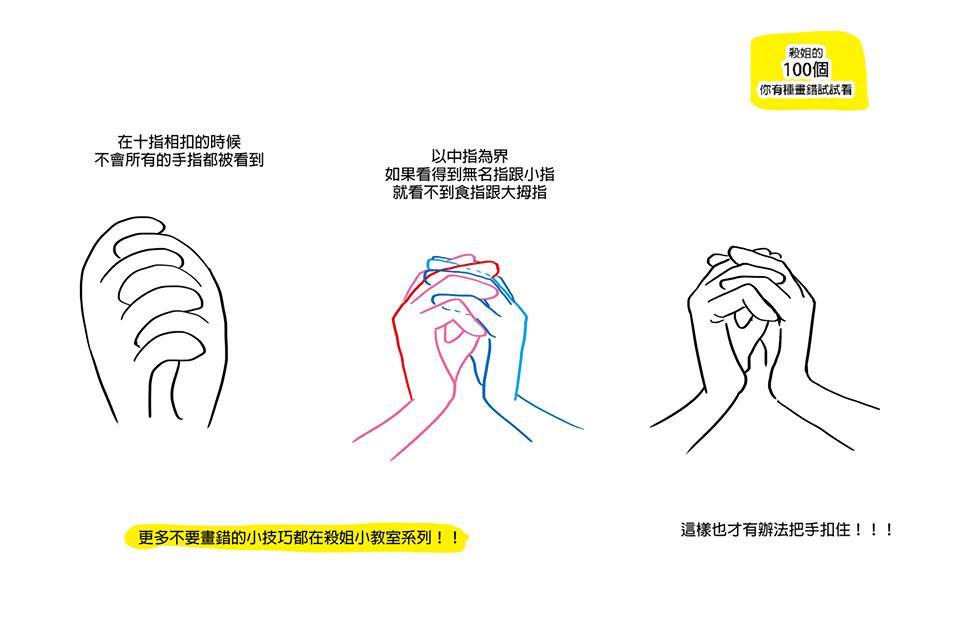 殺姐的
100個
你有種畫錯試試看
在十指相扣的時候
不會所有的手指都被看到
以中指為界
如果看得到無名指跟小指
就看不到食指跟大拇指
更多不要畫錯的小技巧都在殺姐小教室系列！！
這樣也才有辦法把手扣住！！！